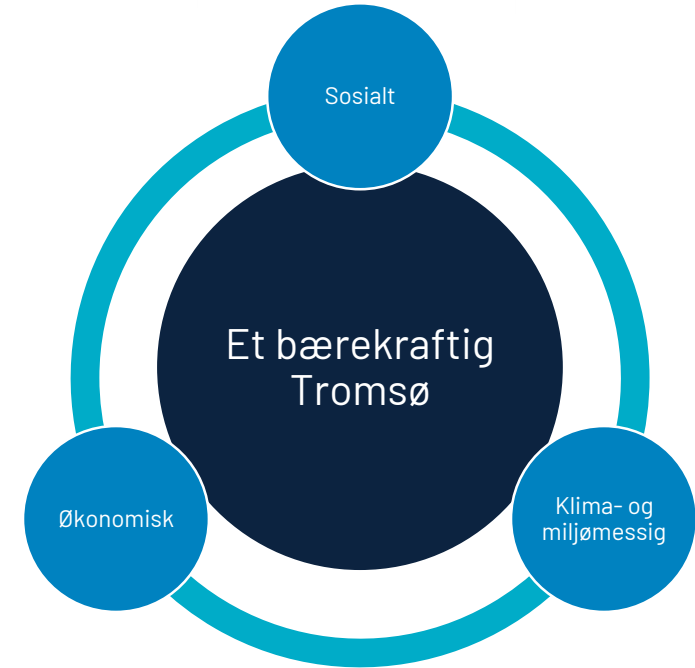 Sosialt
Et bærekraftig
Tromsø
Økonomisk
Klima- og
miljømessig